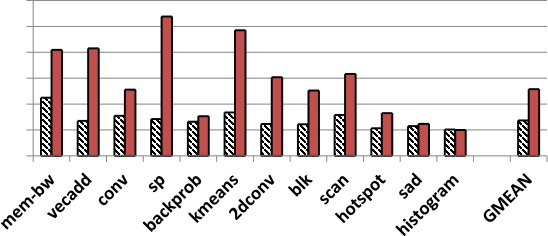 mem-bw
vecadd
conv
sp
backprob
kmeans
2dconv
blk
scan
hotspot
sad
histogram
GMEAN